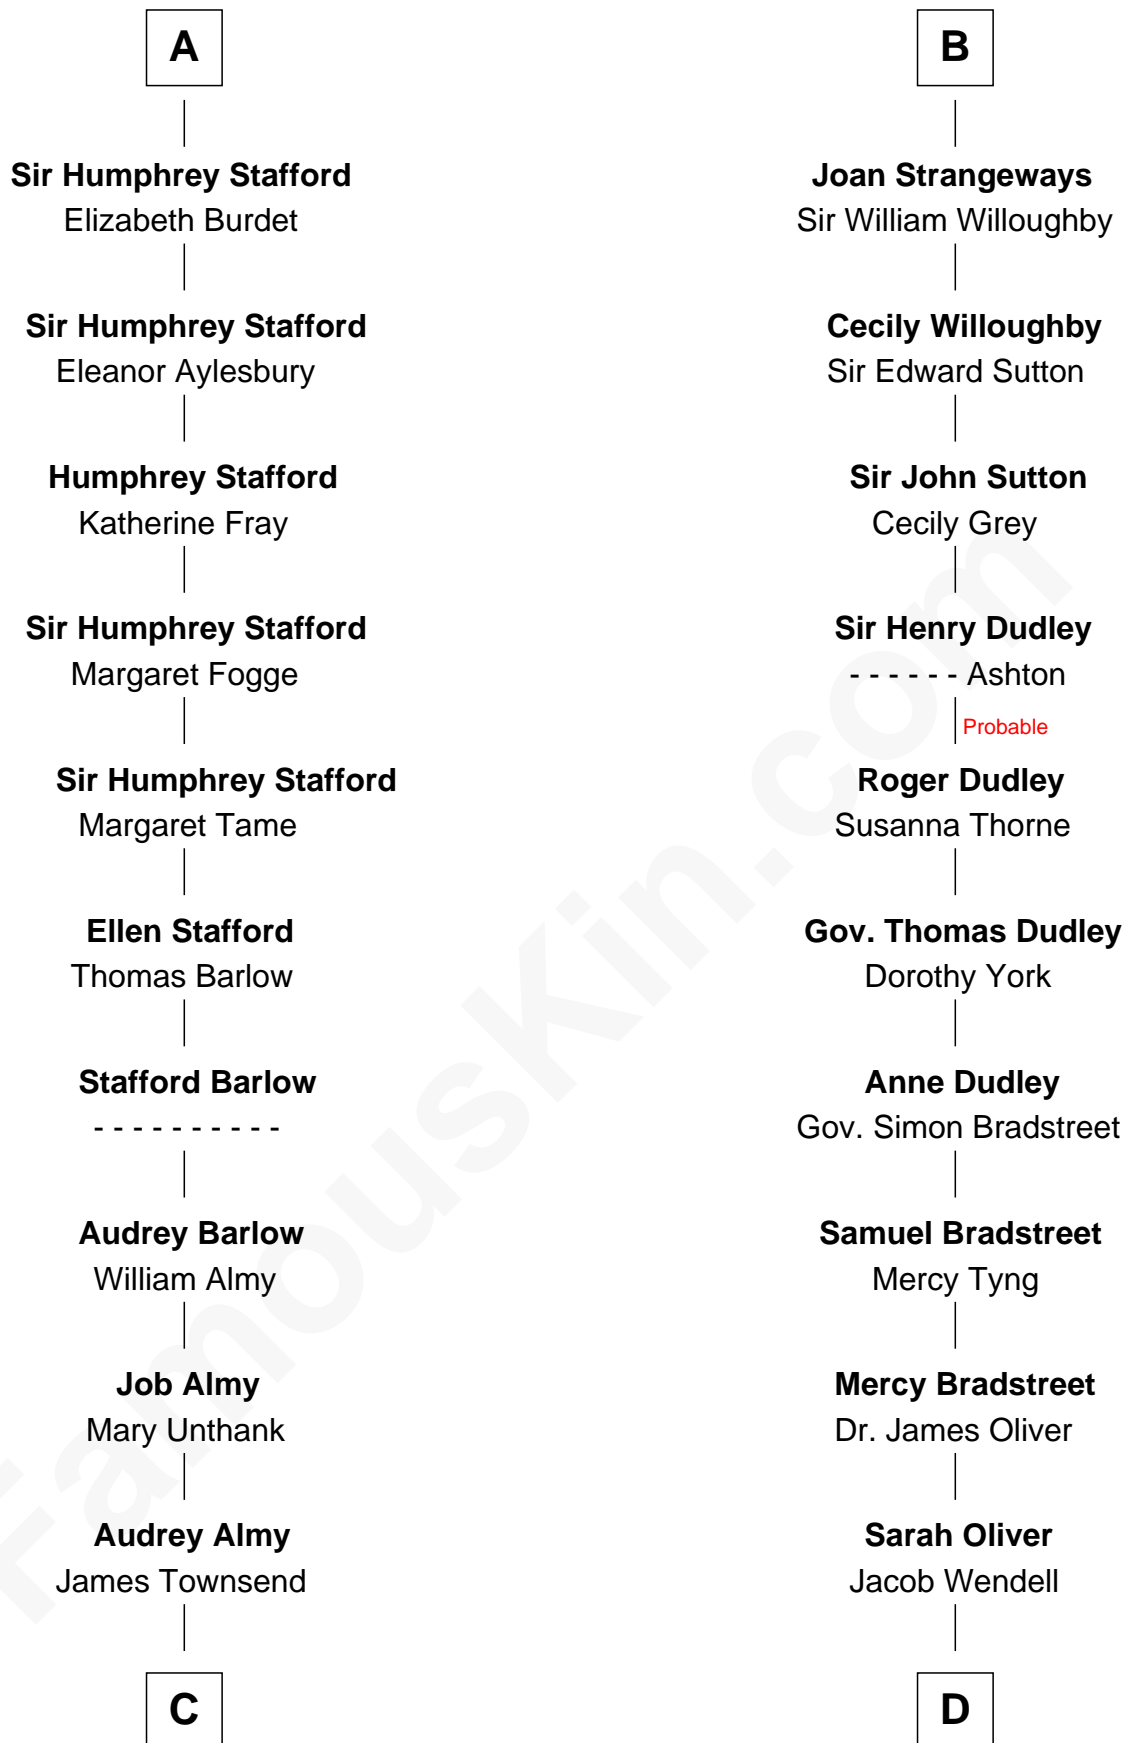 A
Sir Humphrey Stafford
Elizabeth Burdet
Sir Humphrey Stafford
Eleanor Aylesbury
Humphrey Stafford
Katherine Fray
Sir Humphrey Stafford
Margaret Fogge
Sir Humphrey Stafford
Margaret Tame
Ellen Stafford
Thomas Barlow
Stafford Barlow
- - - - - - - - - -
Audrey Barlow
William Almy
Job Almy
Mary Unthank
Audrey Almy
James Townsend
C
B
Joan Strangeways
Sir William Willoughby
Cecily Willoughby
Sir Edward Sutton
Sir John Sutton
Cecily Grey
Sir Henry Dudley
- - - - - - Ashton
Probable
Roger Dudley
Susanna Thorne
Gov. Thomas Dudley
Dorothy York
Anne Dudley
Gov. Simon Bradstreet
Samuel Bradstreet
Mercy Tyng
Mercy Bradstreet
Dr. James Oliver
Sarah Oliver
Jacob Wendell
D
FamousKin.com